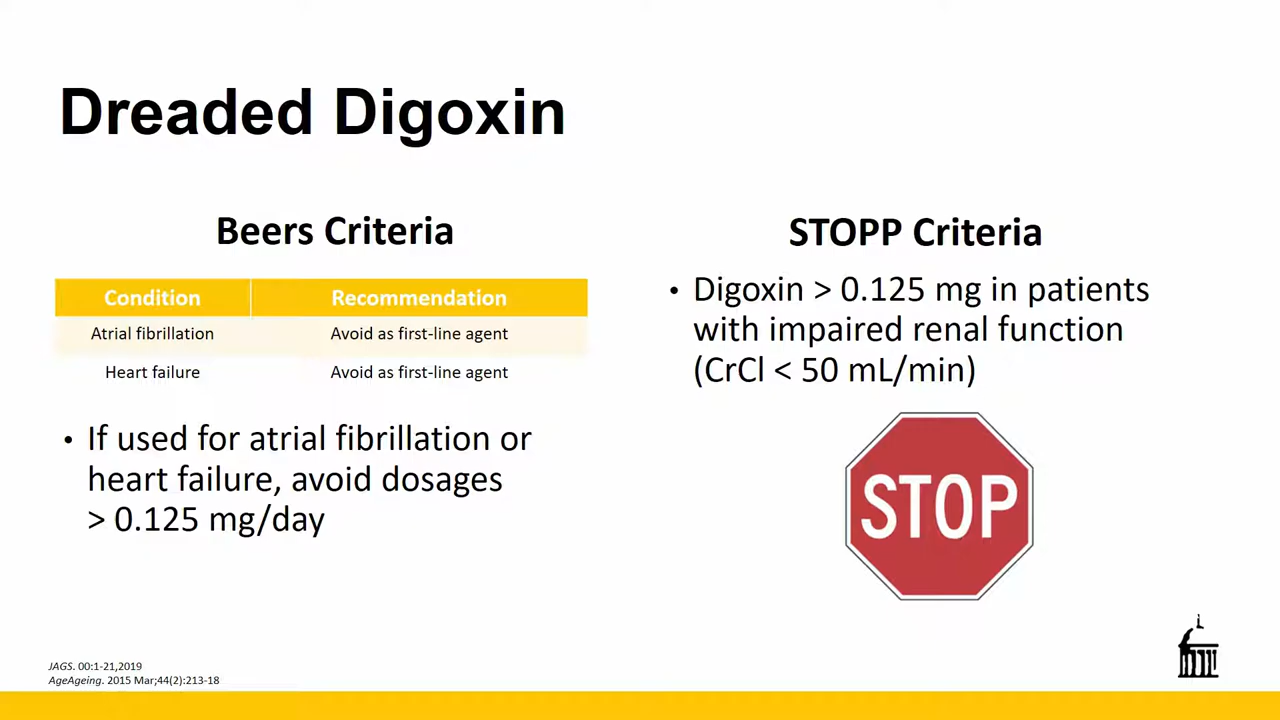 Dreaded Digoxin
Beers Criteria
Condition Recommendation
Atrial fibrillation Avoid as first-line agent
Heart failure Avoid as first-line agent
• If used for atrial fibrillation or
heart failure, avoid dosages
> 0.125 mg/day
STOPP Criteria
• Digoxin > 0.125 mg in patients
with impaired renal function
(CrCl < 50 mL/min)
STOP
JAGS. 00:1-21,2019
AgeAgeing. 2015 Mar;44(2):213-18